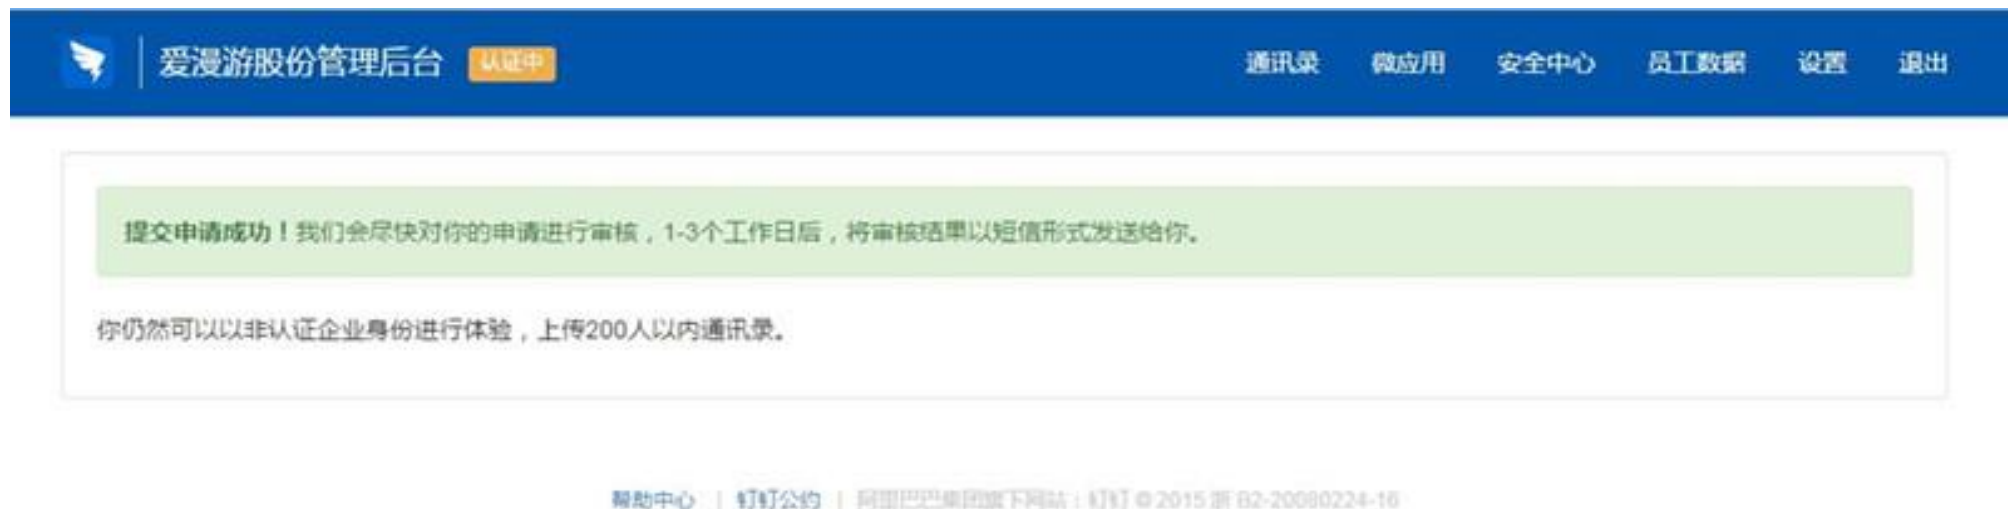 爱漫游股份管理后台 认证中 通讯录 微应用 安全中心 员工数据 设置 退出
提交申请成功！我们会尽快对你的申请进行审核，1-3个工作日后，将审核结果以短信形式发送给你。
你仍然可以以非认证企业身份进行体验，上传200人以内通讯录。
帮助中心 | 钉钉公约 | 阿里巴巴集团旗下网站：钉钉 © 2015 浙 B2-20080224-16